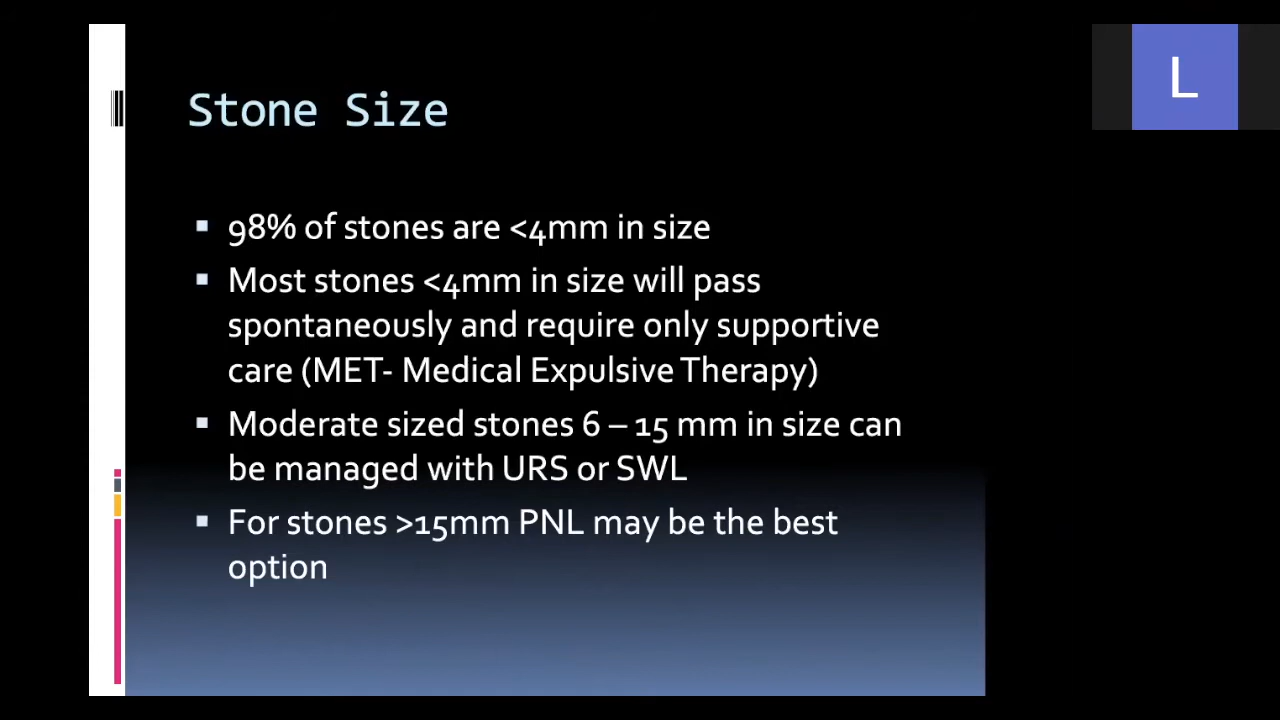 Stone Size
L
98% of stones are <4mm in size
Most stones <4mm in size will pass
spontaneously and require only supportive
care (MET- Medical Expulsive Therapy)
Moderate sized stones 6 – 15 mm in size can
be managed with URS or SWL
For stones >15mm PNL may be the best
option